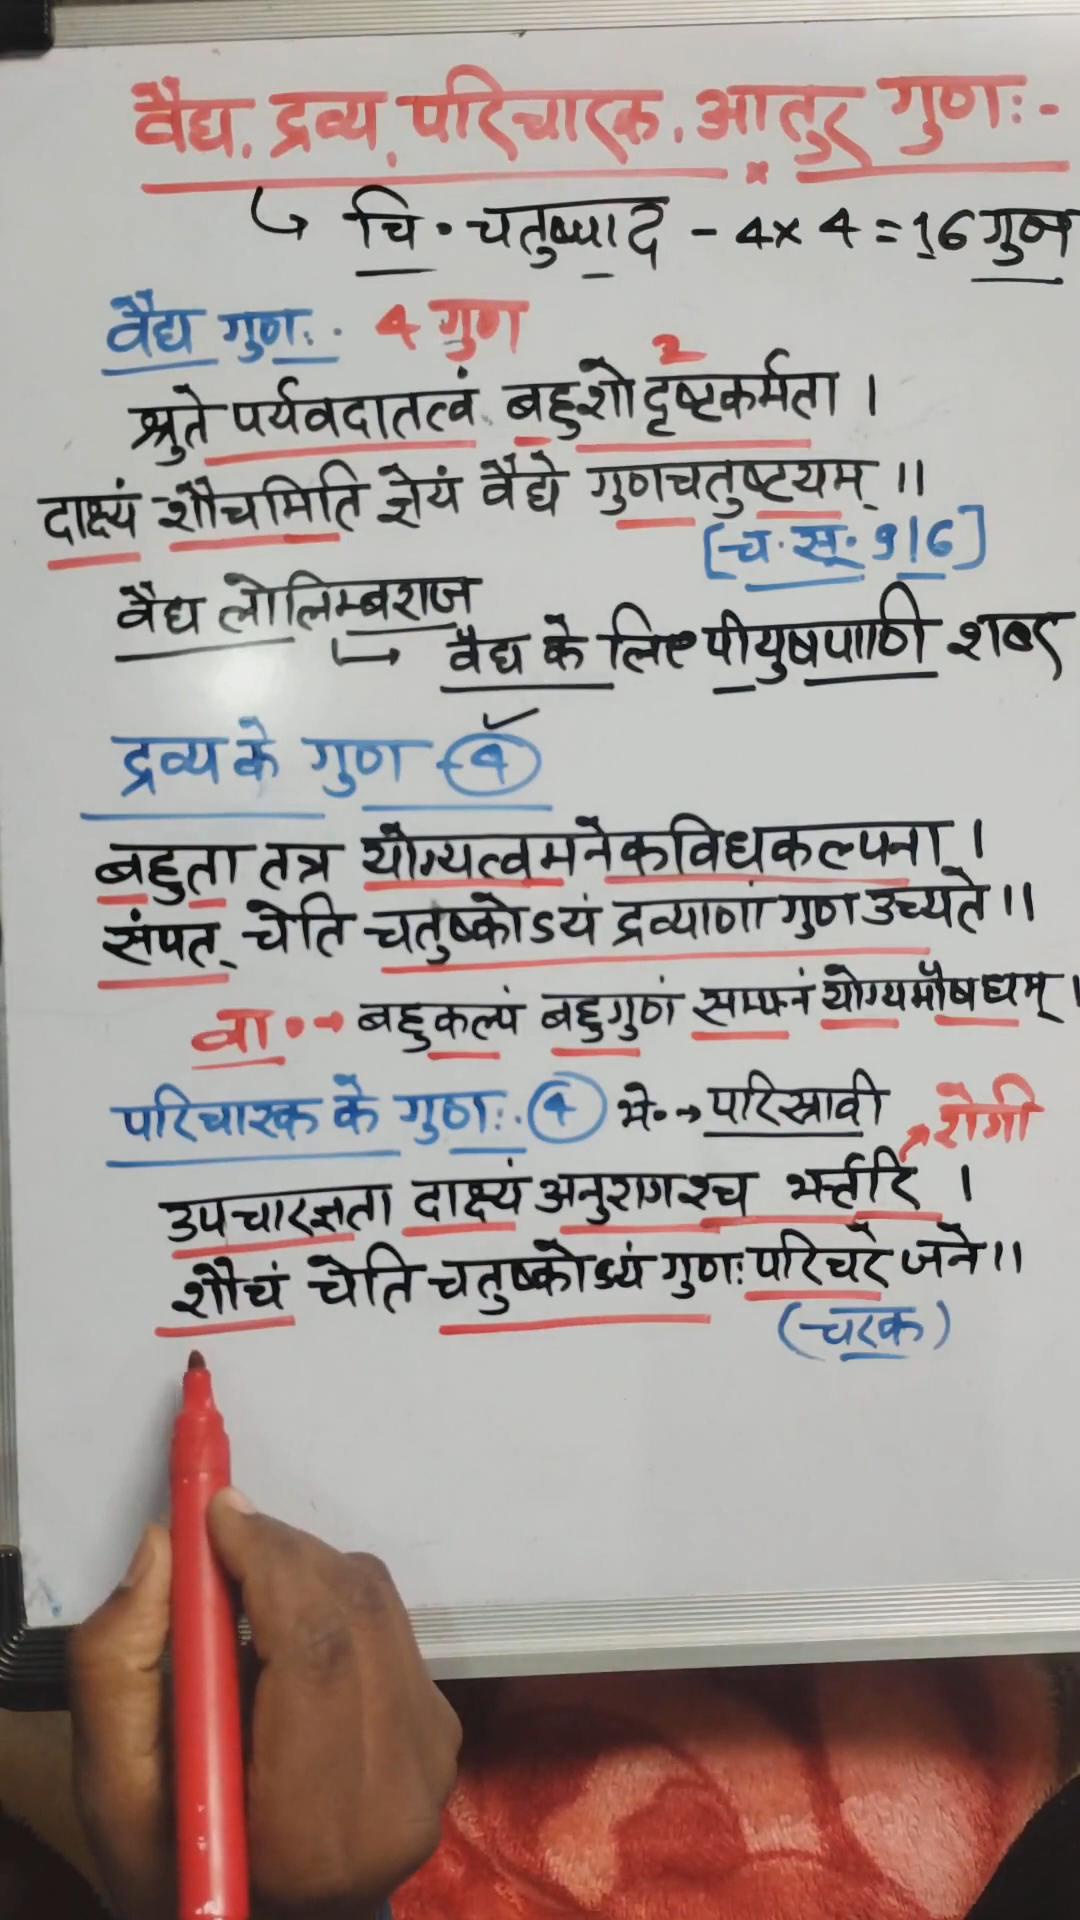 वैद्य, द्रव्य, परिचारक, आतुर गुणः-
↳ चि · चतुष्पाद - 4x4=16 गुण
वैद्य गुणः· 4 गुण
2
श्रुते पर्यवदातत्वं बहुशो दृष्टकर्मता ।
दाक्ष्यं शौचमिति ज्ञेयं वैद्ये गुणचतुष्टयम् ॥
[च·सू· 9।6]
वैद्य लोलिम्बराज
↳ वैद्य के लिए पीयुषपाणी शब्द
द्रव्य के गुण - 4
बहुता तत्र योग्यत्वमनेकविधकल्पना ।
संपत् चेति चतुष्कोऽयं द्रव्याणां गुण उच्यते ॥
वा॰→ बहुकल्पं बहुगुणं सम्पन्नं योग्यमौषधम् ।
परिचारक के गुणः· 4 भे॰→ परिस्रावी
रोगी
उपचारज्ञता दाक्ष्यं अनुरागश्च भर्त्तरि ।
शौचं चेति चतुष्कोऽयं गुणः परिचरे जने ॥
(चरक)